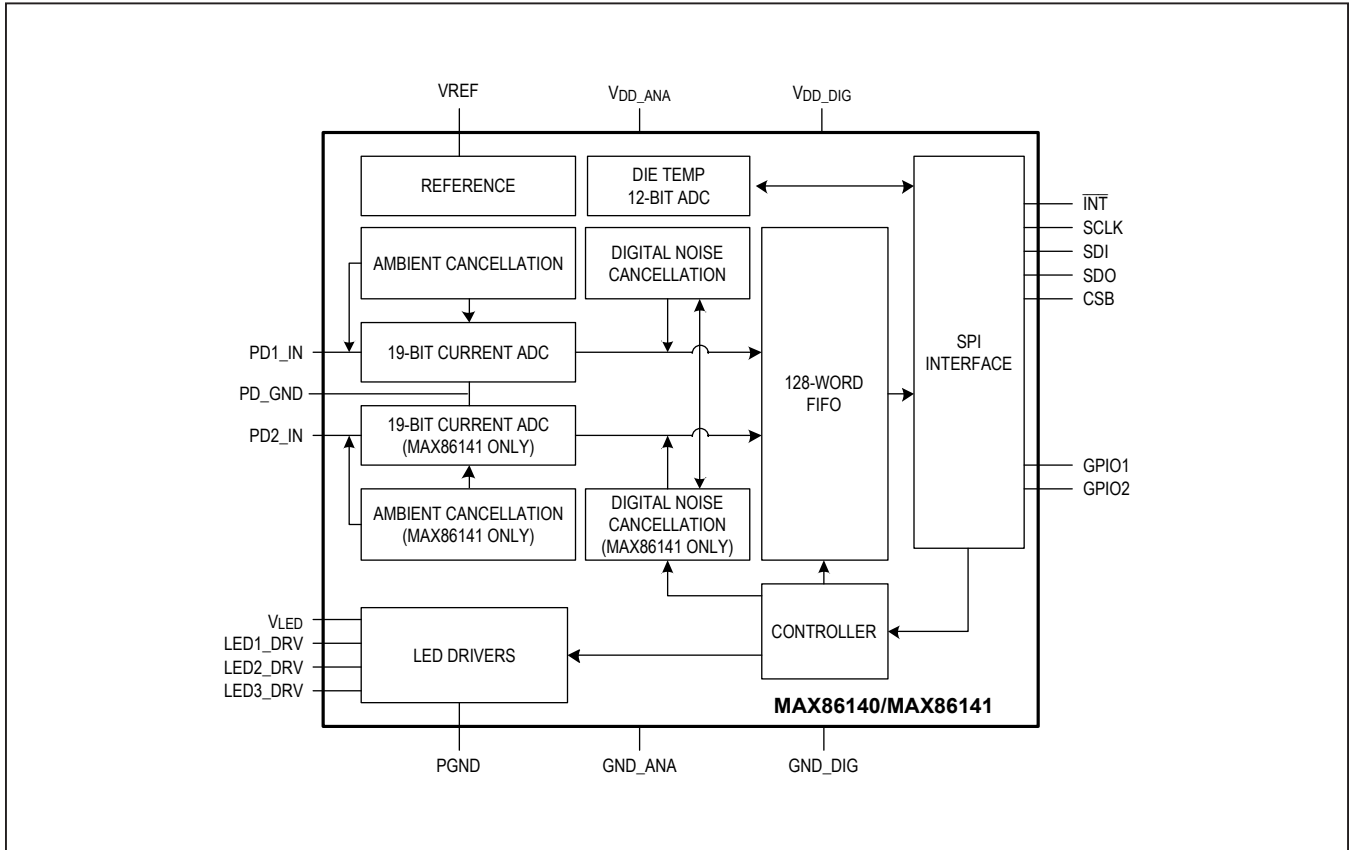 VREF
VDD_ANA
VDD_DIG
REFERENCE
DIE TEMP
12-BIT ADC
AMBIENT CANCELLATION
DIGITAL NOISE
CANCELLATION
PD1_IN
19-BIT CURRENT ADC
PD_GND
PD2_IN
19-BIT CURRENT ADC
(MAX86141 ONLY)
AMBIENT CANCELLATION
(MAX86141 ONLY)
DIGITAL NOISE
CANCELLATION
(MAX86141 ONLY)
128-WORD
FIFO
SPI
INTERFACE
INT
SCLK
SDI
SDO
CSB
GPIO1
GPIO2
VLED
LED1_DRV
LED2_DRV
LED3_DRV
LED DRIVERS
CONTROLLER
MAX86140/MAX86141
PGND
GND_ANA
GND_DIG